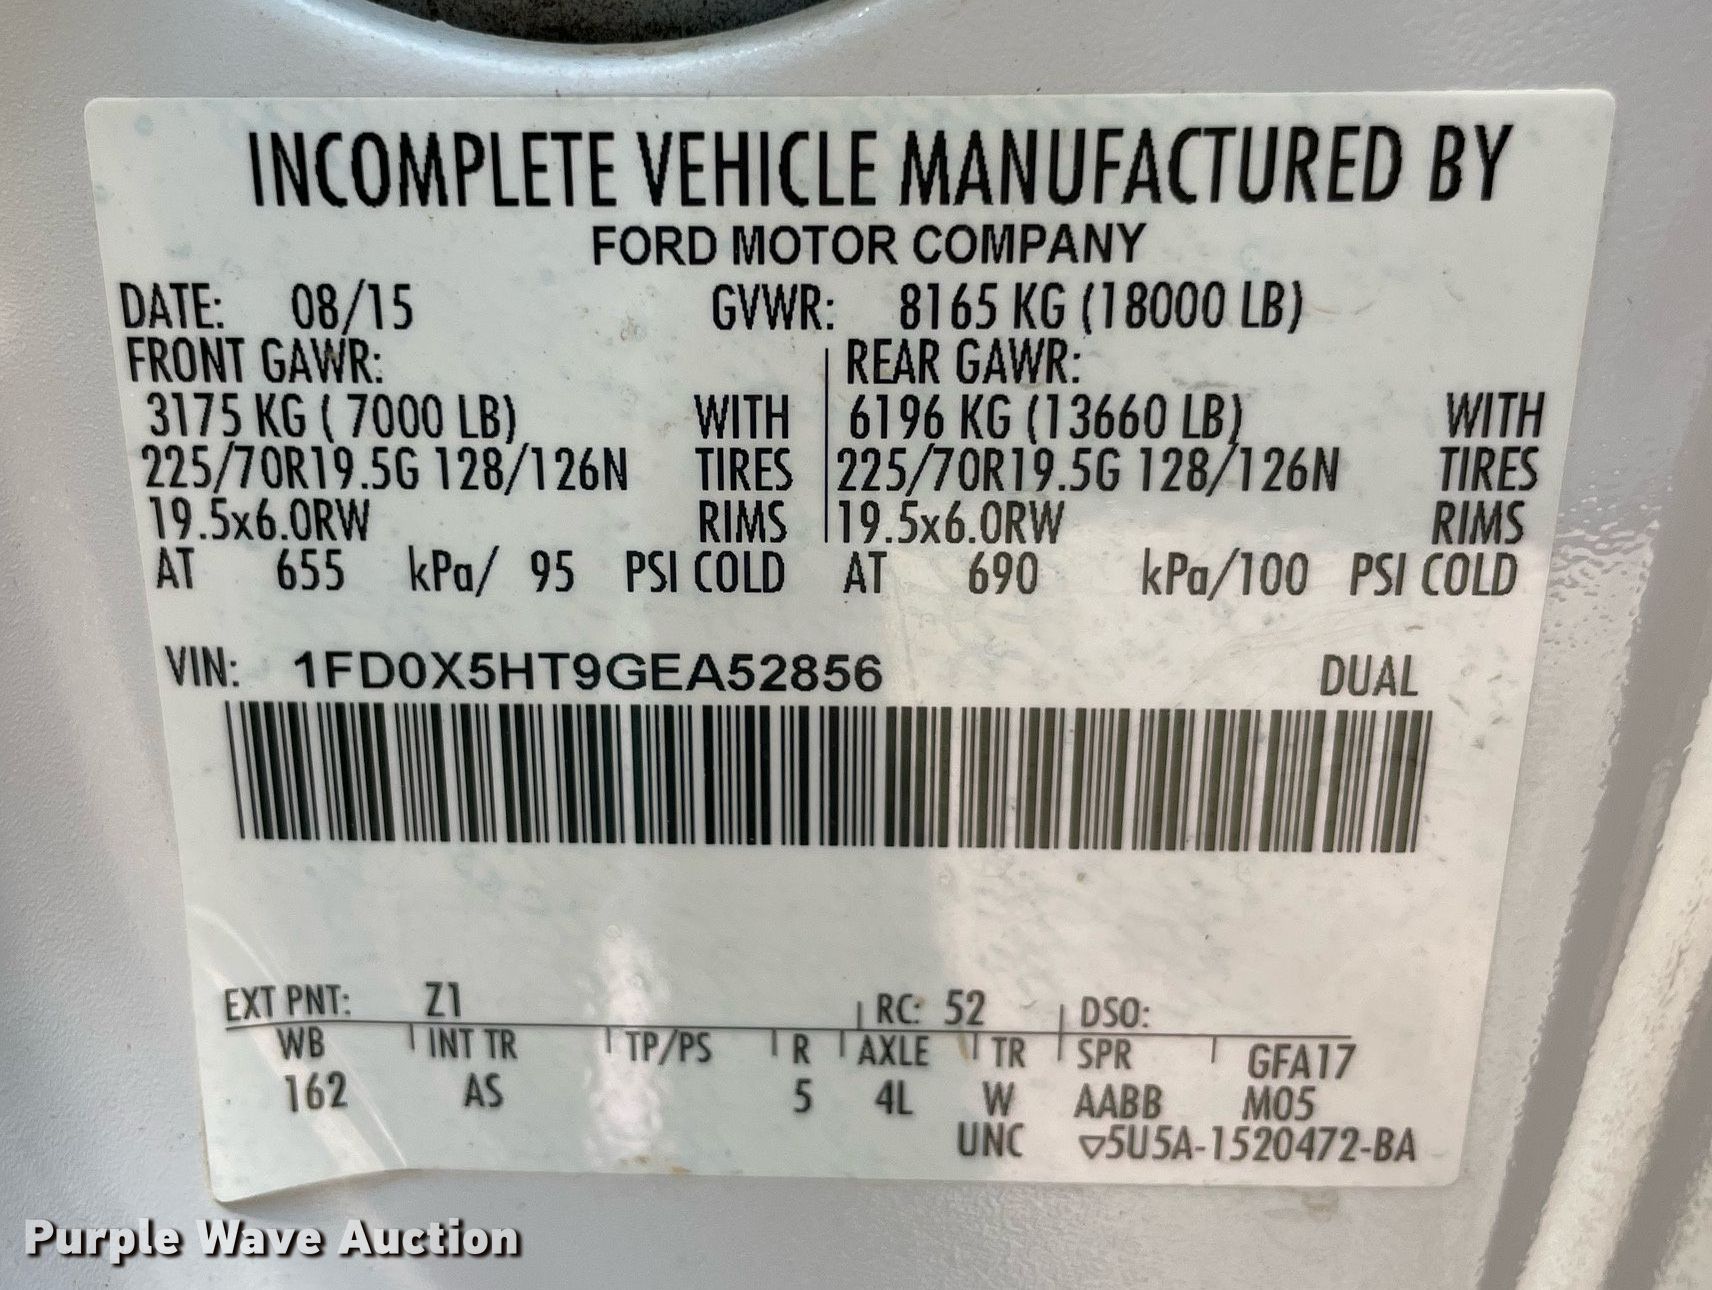 INCOMPLETE VEHICLE MANUFACTURED BY
FORD MOTOR COMPANY
DATE: 08/15 GVWR: 8165 KG (18000 LB)
FRONT GAWR: REAR GAWR:
3175 KG ( 7000 LB) WITH 6196 KG (13660 LB) WITH
225/70R19.5G 128/126N TIRES 225/70R19.5G 128/126N TIRES
19.5x6.0RW RIMS 19.5x6.0RW RIMS
AT 655 kPa/ 95 PSI COLD AT 690 kPa/100 PSI COLD
VIN: 1FD0X5HT9GEA52856 DUAL
EXT PNT: Z1 RC: 52 DSO:
WB INT TR TP/PS R AXLE TR SPR GFA17
162 AS 5 4L W AABB M05
UNC ▽5U5A-1520472-BA
Purple Wave Auction